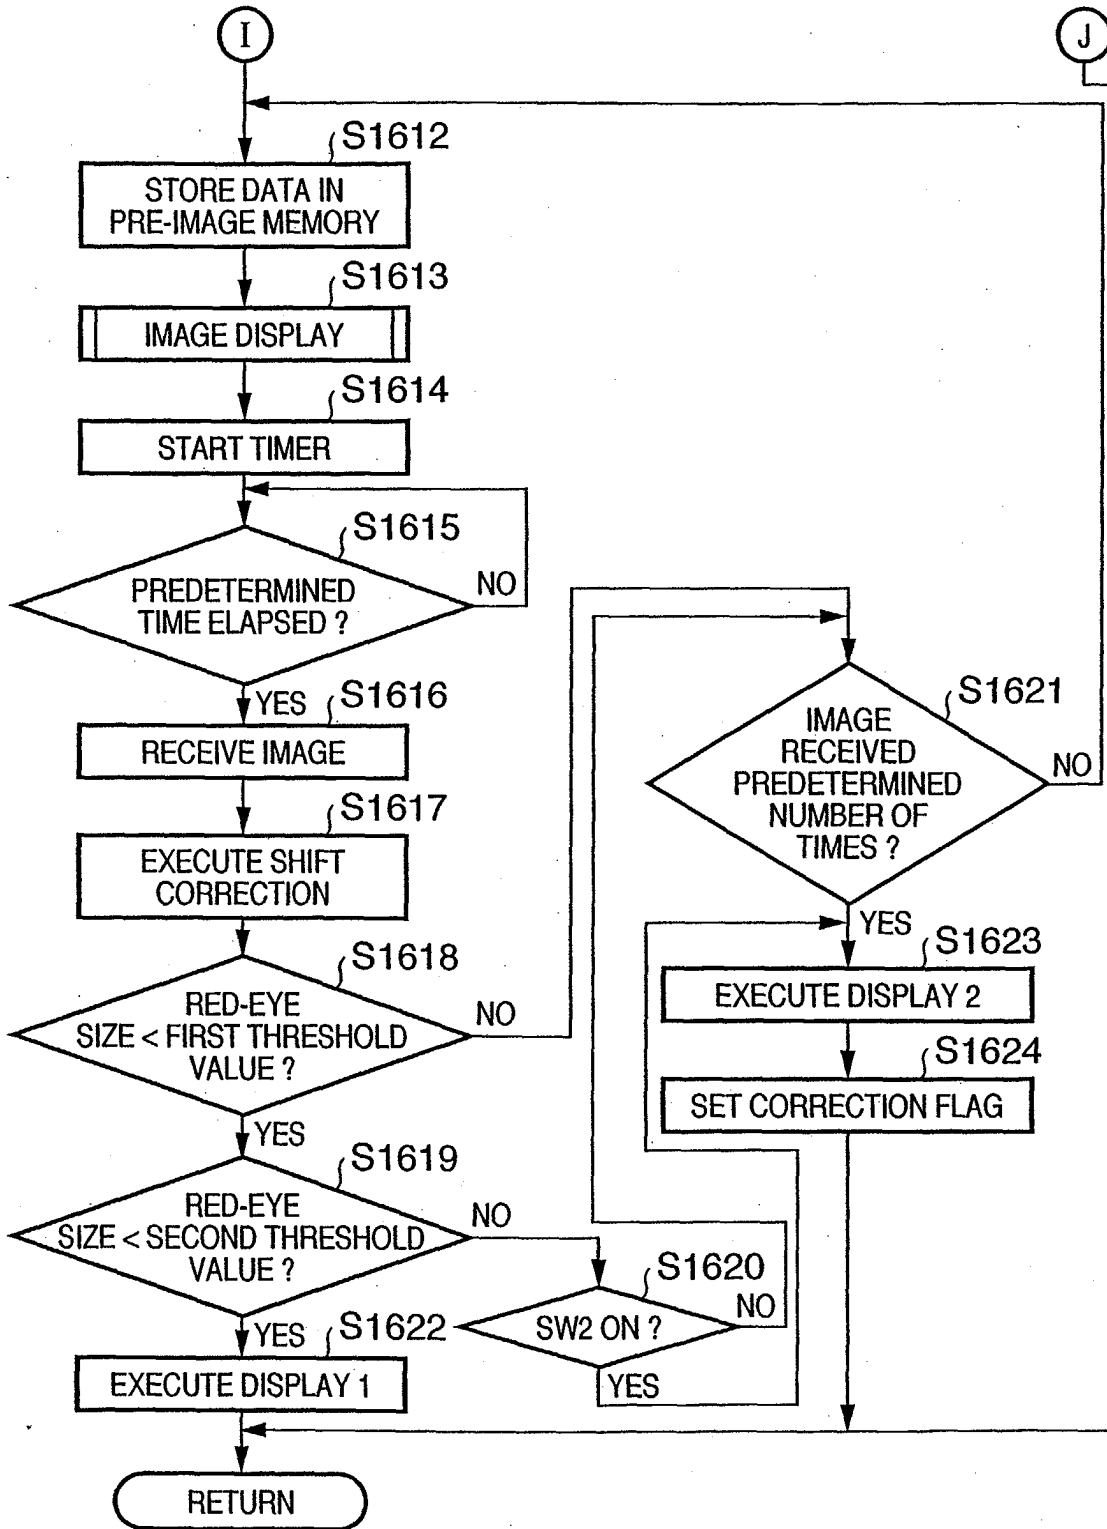 I
J
S1612
STORE DATA IN
PRE-IMAGE MEMORY
S1613
IMAGE DISPLAY
S1614
START TIMER
S1615
PREDETERMINED
TIME ELAPSED ?
NO
YES
S1616
RECEIVE IMAGE
S1617
EXECUTE SHIFT
CORRECTION
S1618
RED-EYE
SIZE < FIRST THRESHOLD
VALUE ?
NO
YES
S1619
RED-EYE
SIZE < SECOND THRESHOLD
VALUE ?
NO
YES
S1620
SW2 ON ?
NO
YES
S1621
IMAGE
RECEIVED
PREDETERMINED
NUMBER OF
TIMES ?
NO
YES
S1622
EXECUTE DISPLAY 1
S1623
EXECUTE DISPLAY 2
S1624
SET CORRECTION FLAG
RETURN